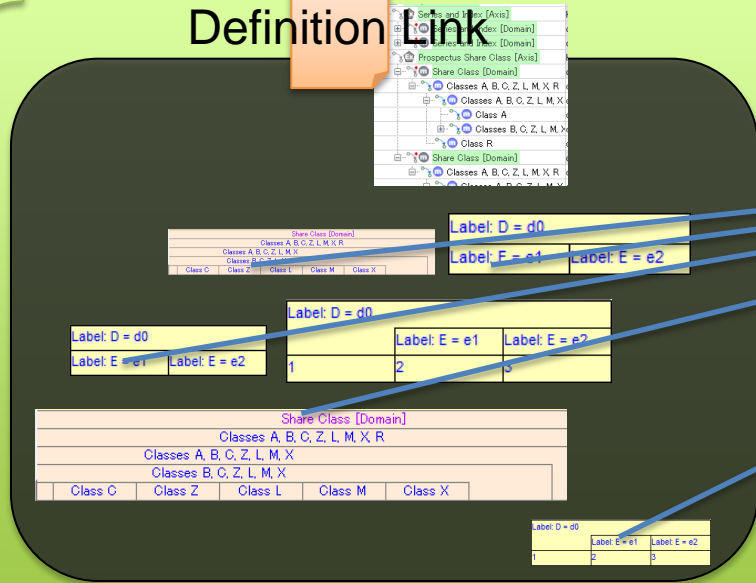 Definition Link
Series and Index [Axis]
Series and Index [Domain]
Series and Index [Domain]
Prospectus Share Class [Axis]
Share Class [Domain]
Classes A, B, C, Z, L, M, X, R
Classes A, B, C, Z, L, M, X
Class A
Classes B, C, Z, L, M, X
Class R
Share Class [Domain]
Classes A, B, C, Z, L, M, X, R
Classes A, B, C, Z, L, M, X
Share Class [Domain]
Classes A, B, C, Z, L, M, X, R
Classes A, B, C, Z, L, M, X
Classes B, C, Z, L, M, X
Class C Class Z Class L Class M Class X
Label: D = d0
Label: E = e1 Label: E = e2
Label: D = d0
Label: E = e1 Label: E = e2
Label: D = d0
Label: E = e1 Label: E = e2
1 2 3
Share Class [Domain]
Classes A, B, C, Z, L, M, X, R
Classes A, B, C, Z, L, M, X
Classes B, C, Z, L, M, X
Class C Class Z Class L Class M Class X
Label: D = d0
Label: E = e1 Label: E = e2
1 2 3